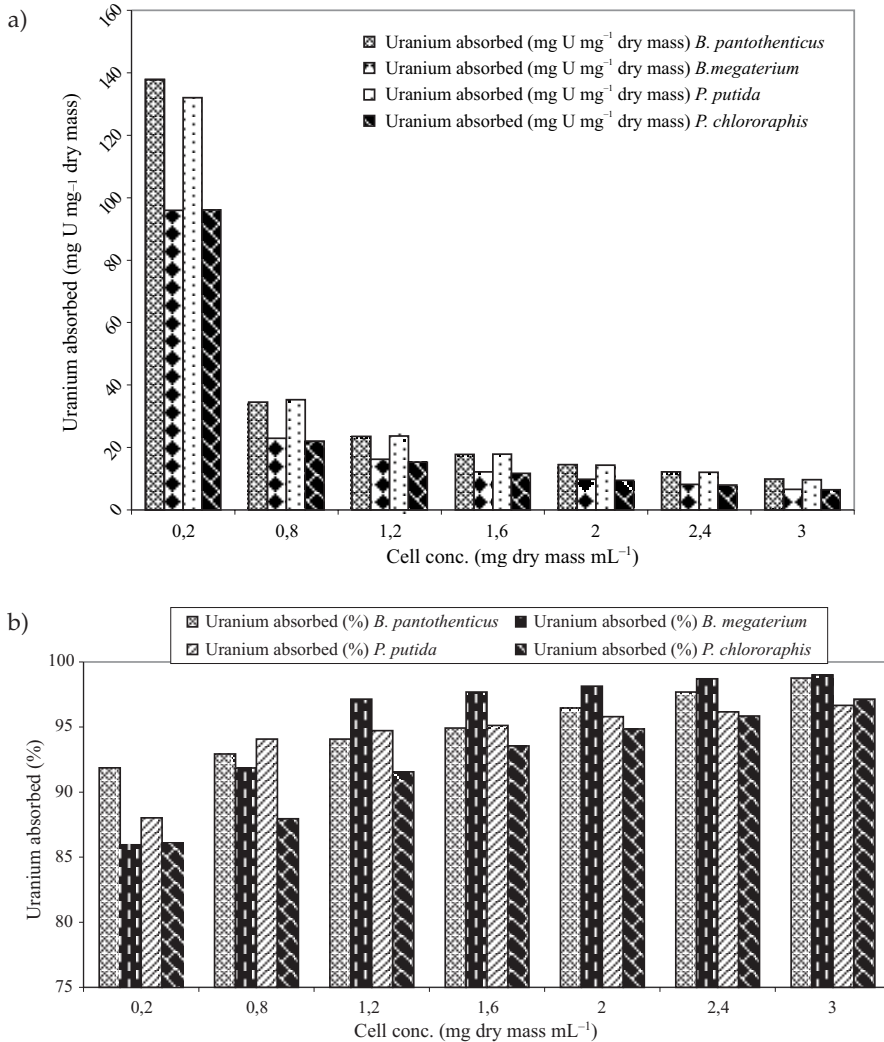 a)
160
140
120
100
80
60
40
20
0
Uranium absorbed (mg U mg⁻¹ dry mass)
Uranium absorbed (mg U mg⁻¹ dry mass) B. pantothenticus
Uranium absorbed (mg U mg⁻¹ dry mass) B.megaterium
Uranium absorbed (mg U mg⁻¹ dry mass) P. putida
Uranium absorbed (mg U mg⁻¹ dry mass) P. chlororaphis
0,2 0,8 1,2 1,6 2 2,4 3
Cell conc. (mg dry mass mL⁻¹)
b)
Uranium absorbed (%) B. pantothenticus Uranium absorbed (%) B. megaterium
Uranium absorbed (%) P. putida Uranium absorbed (%) P. chlororaphis
100
95
90
85
80
75
Uranium absorbed (%)
0,2 0,8 1,2 1,6 2 2,4 3
Cell conc. (mg dry mass mL⁻¹)